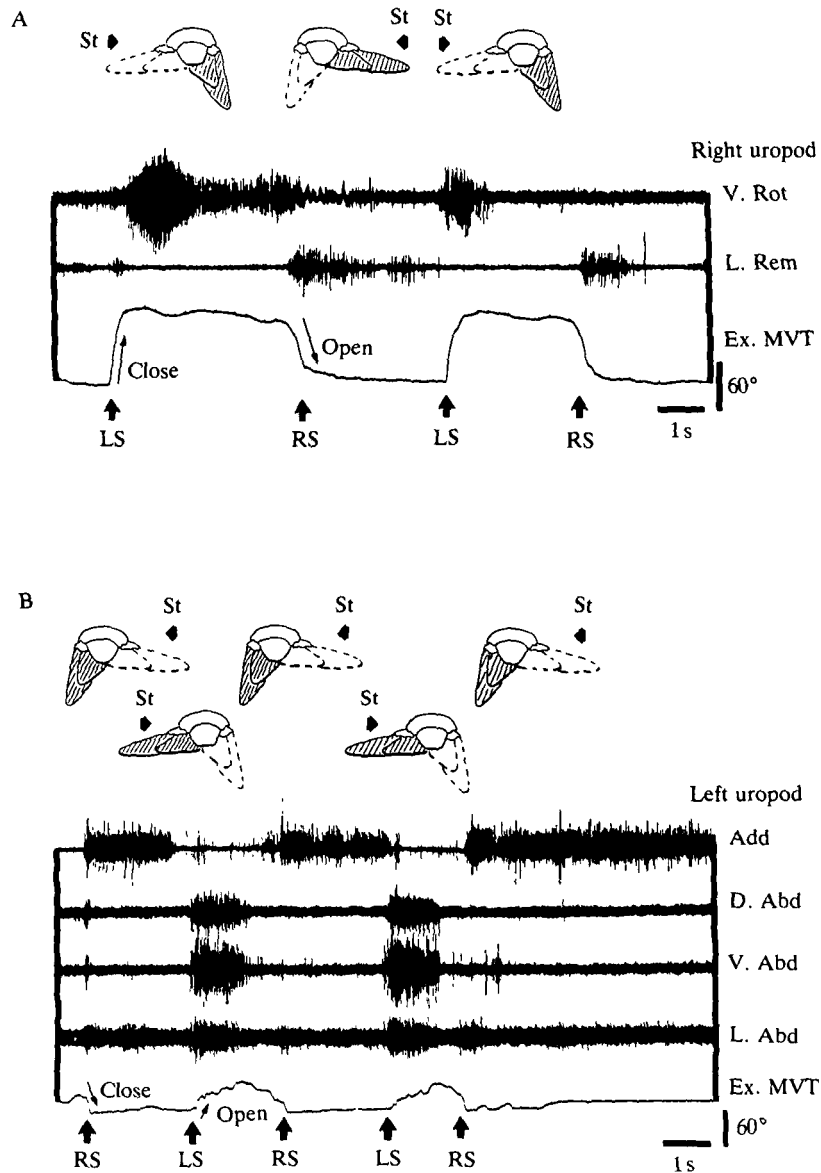 A
St St St
Right uropod
V. Rot
L. Rem
Ex. MVT
Close
Open
60°
LS RS LS RS
1 s
B
St St St
St St
Left uropod
Add
D. Abd
V. Abd
L. Abd
Ex. MVT
Close
Open
60°
RS LS RS LS RS
1 s